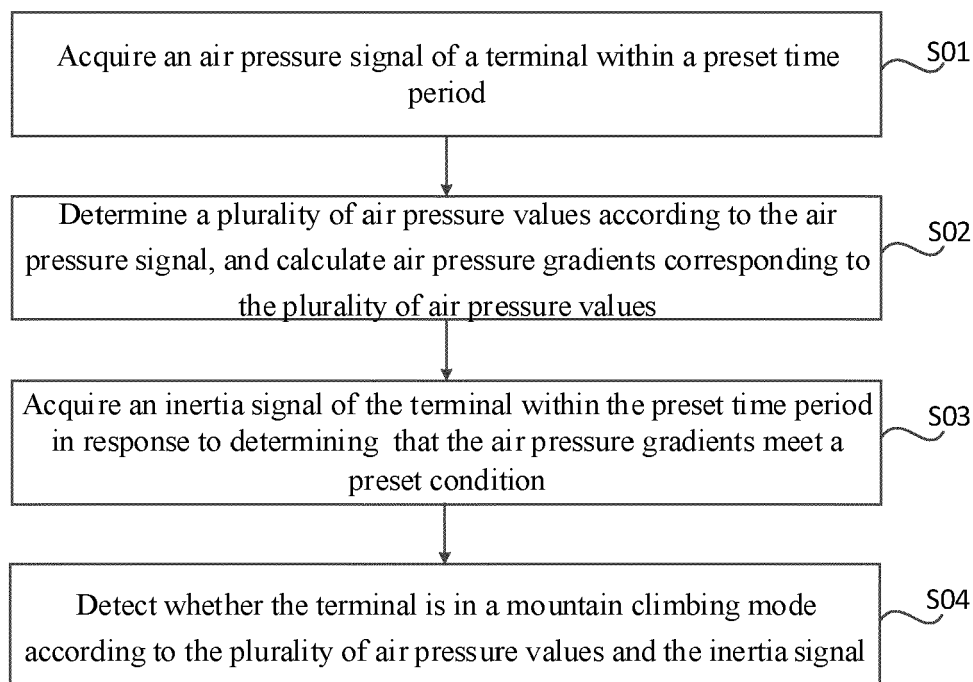 Acquire an air pressure signal of a terminal within a preset time
period
S01
Determine a plurality of air pressure values according to the air
pressure signal, and calculate air pressure gradients corresponding to
the plurality of air pressure values
S02
Acquire an inertia signal of the terminal within the preset time period
in response to determining that the air pressure gradients meet a
preset condition
S03
Detect whether the terminal is in a mountain climbing mode
according to the plurality of air pressure values and the inertia signal
S04